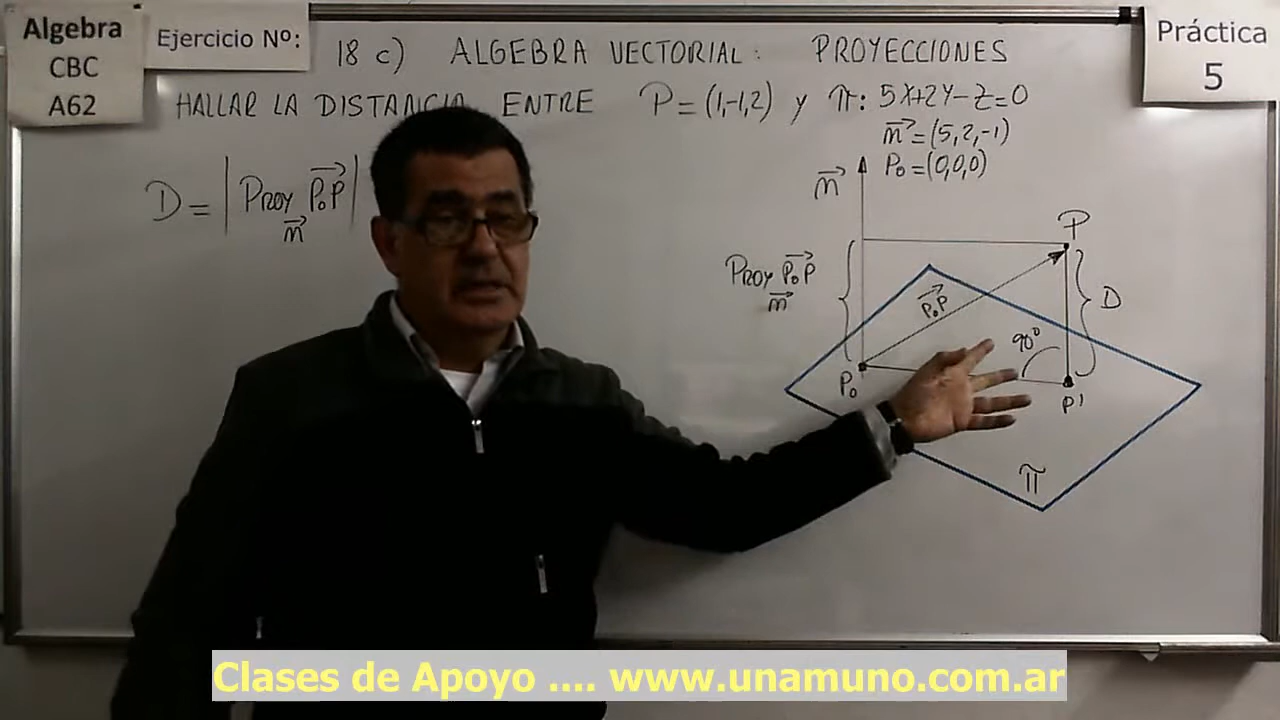 Algebra
CBC
A62
Ejercicio Nº:
18 c) ALGEBRA VECTORIAL: PROYECCIONES
Práctica
5
HALLAR LA DISTANCIA ENTRE P=(1,-1,2) y π: 5X+2Y-Z=0
n⃗=(5,2,-1)
P₀=(0,0,0)
D = | Proy P₀P⃗ |
n⃗
n⃗
P
Proy P₀P⃗
n⃗
P₀P⃗
D
90°
P₀
P'
π
Clases de Apoyo .... www.unamuno.com.ar